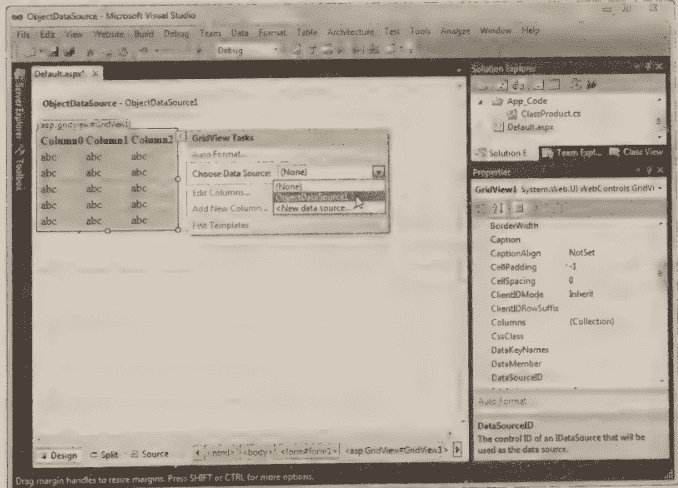 ObjectDataSource - Microsoft Visual Studio
File Edit View Website Build Debug Team Data Format Table Architecture Test Tools Analyze Window Help
Debug
Default.aspx* ×
Server Explorer
Toolbox
ObjectDataSource - ObjectDataSource1
asp:gridview#GridView1
Column0 Column1 Column2
abc abc abc
abc abc abc
abc abc abc
abc abc abc
abc abc abc
GridView Tasks
Auto Format...
Choose Data Source: (None)
(None)
ObjectDataSource1
<New data source...
Edit Columns...
Add New Column...
Edit Templates
Design Split Source
<html> <body> <form#form1> <asp:GridView#GridView1>
Solution Explorer
App_Code
ClassProduct.cs
Default.aspx
Solution E Team Expl... Class View
Properties
GridView1 System.Web.UI.WebControls.GridVi
BorderWidth
Caption
CaptionAlign NotSet
CellPadding -1
CellSpacing 0
ClientIDMode Inherit
ClientIDRowSuffix
Columns (Collection)
CssClass
DataKeyNames
DataMember
DataSourceID
Auto Format
DataSourceID
The control ID of an IDataSource that will be
used as the data source.
Drag margin handles to resize margins. Press SHIFT or CTRL for more options.